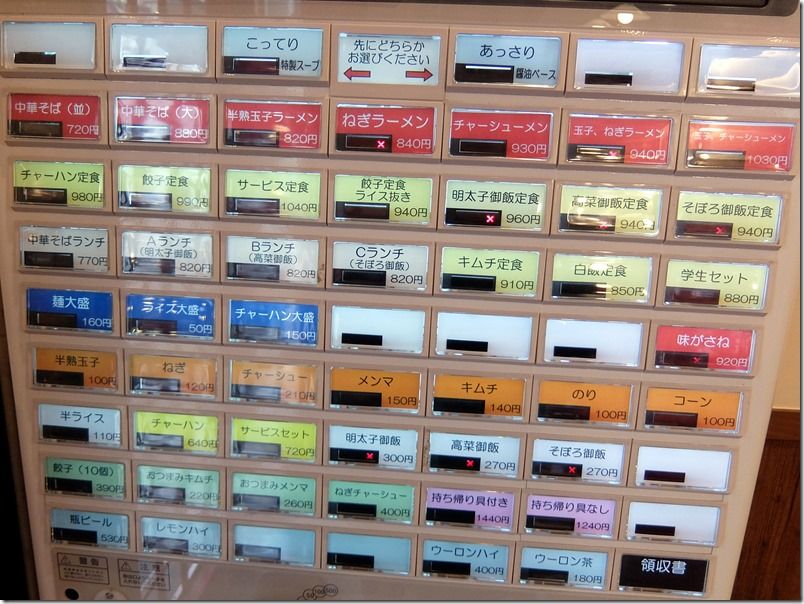 こってり
特製スープ
先にどちらか
お選びください
あっさり
醤油ベース
中華そば（並）
720円
中華そば（大）
880円
半熟玉子ラーメン
820円
ねぎラーメン
840円
チャーシューメン
930円
玉子、ねぎラーメン
940円
玉子、チャーシューメン
1030円
チャーハン定食
980円
餃子定食
990円
サービス定食
1040円
餃子定食
ライス抜き
940円
明太子御飯定食
960円
高菜御飯定食
940円
そぼろ御飯定食
940円
中華そばランチ
770円
Aランチ
(明太子御飯)
820円
Bランチ
(高菜御飯)
820円
Cランチ
(そぼろ御飯)
820円
キムチ定食
910円
白飯定食
850円
学生セット
880円
麺大盛
160円
ライス大盛
50円
チャーハン大盛
150円
味がさね
920円
半熟玉子
100円
ねぎ
120円
チャーシュー
210円
メンマ
150円
キムチ
140円
のり
100円
コーン
100円
半ライス
110円
チャーハン
640円
サービスセット
720円
明太子御飯
300円
高菜御飯
270円
そぼろ御飯
270円
餃子（10個）
390円
おつまみキムチ
220円
おつまみメンマ
260円
ねぎチャーシュー
400円
持ち帰り具付き
1440円
持ち帰り具なし
1240円
瓶ビール
530円
レモンハイ
300円
ウーロンハイ
400円
ウーロン茶
180円
領収書
警告
注意
50 100 500